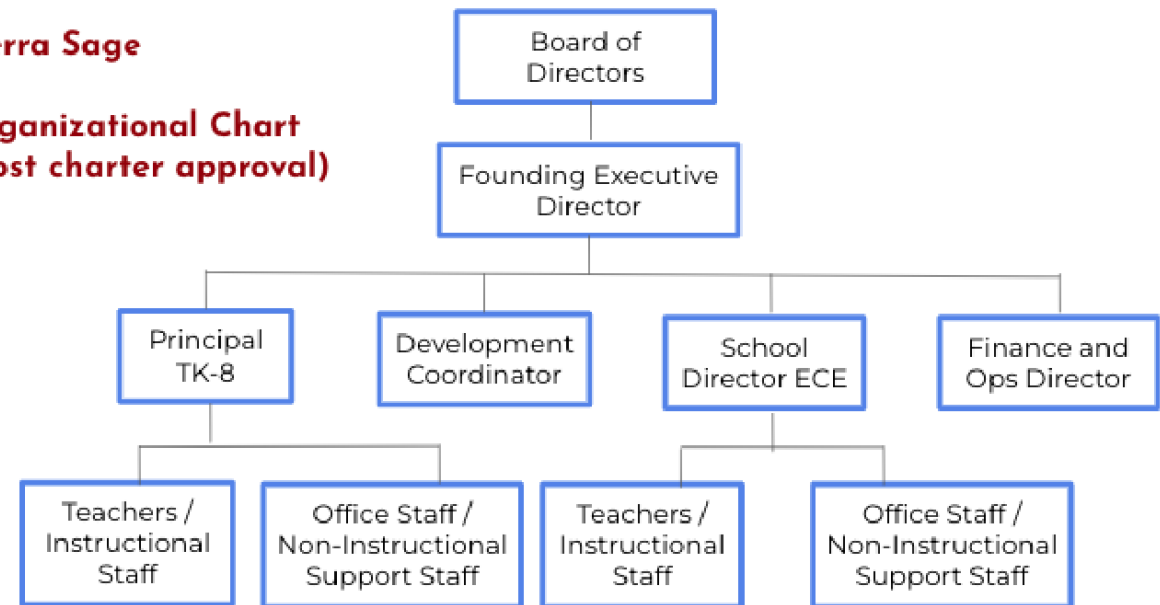 erra Sage
ganizational Chart
ost charter approval)
Board of
Directors
Founding Executive
Director
Principal
TK-8
Development
Coordinator
School
Director ECE
Finance and
Ops Director
Teachers /
Instructional
Staff
Office Staff /
Non-Instructional
Support Staff
Teachers /
Instructional
Staff
Office Staff /
Non-Instructional
Support Staff